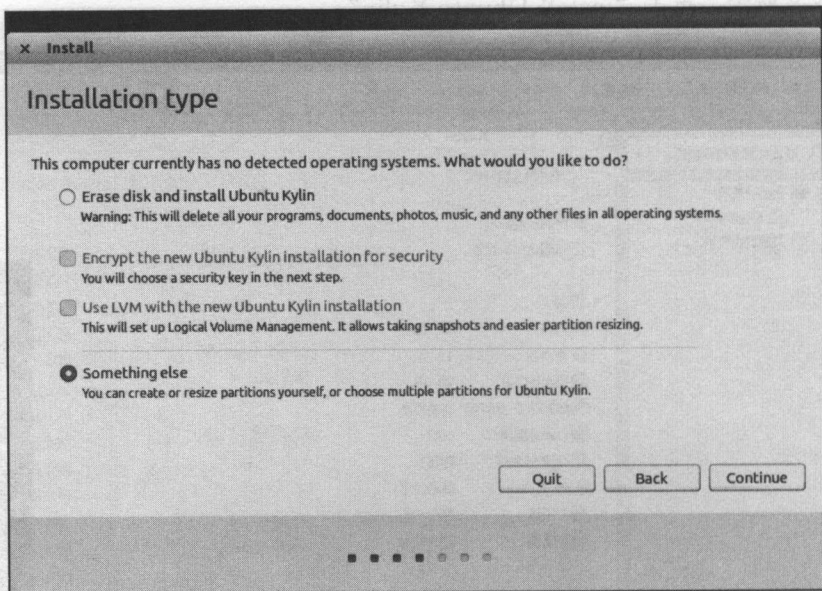 x Install
Installation type
This computer currently has no detected operating systems. What would you like to do?
Erase disk and install Ubuntu Kylin
Warning: This will delete all your programs, documents, photos, music, and any other files in all operating systems.
Encrypt the new Ubuntu Kylin installation for security
You will choose a security key in the next step.
Use LVM with the new Ubuntu Kylin installation
This will set up Logical Volume Management. It allows taking snapshots and easier partition resizing.
Something else
You can create or resize partitions yourself, or choose multiple partitions for Ubuntu Kylin.
Quit Back Continue